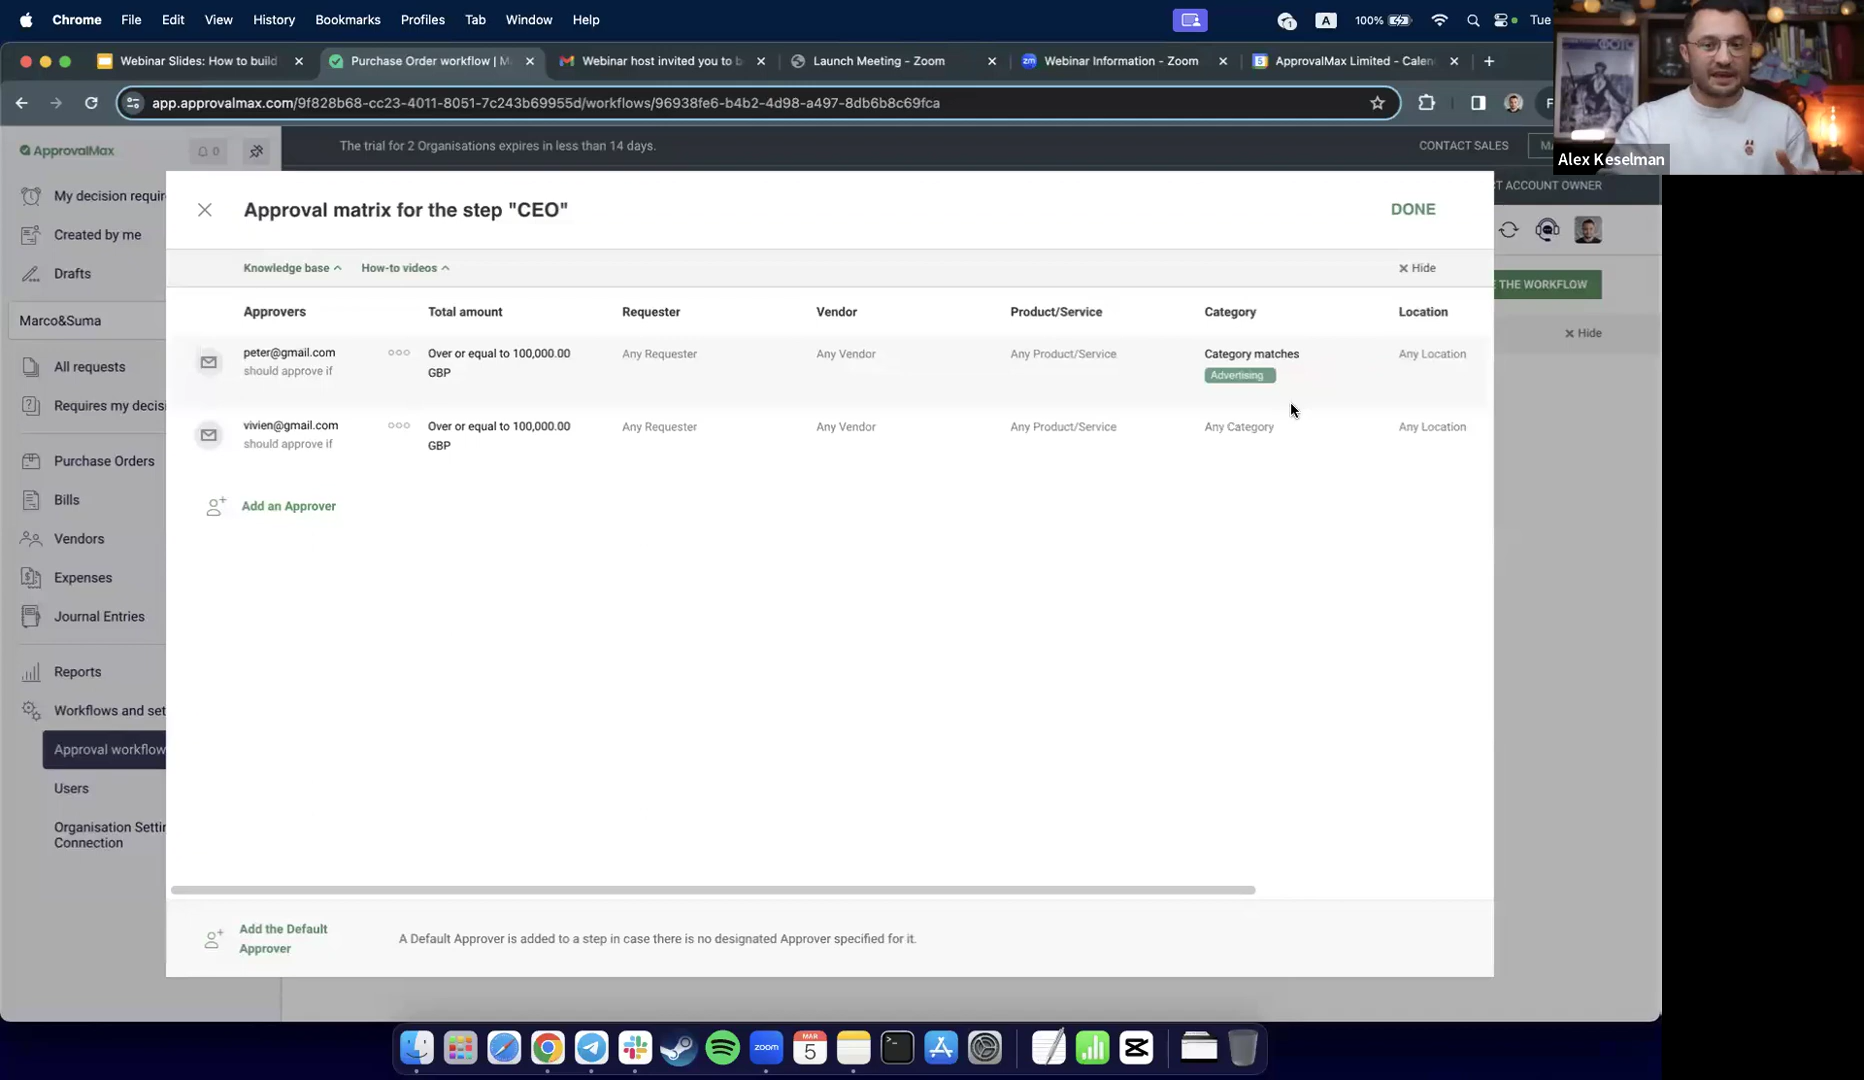 Chrome File Edit View History Bookmarks Profiles Tab Window Help A 100% Tue
Webinar Slides: How to build
Purchase Order workflow | M
Webinar host invited you to b
Launch Meeting - Zoom
zm Webinar Information - Zoom
ApprovalMax Limited - Calen
app.approvalmax.com/9f828b68-cc23-4011-8051-7c243b69955d/workflows/96938fe6-b4b2-4d98-a497-8db6b8c69fca
Alex Keselman
ApprovalMax
0
The trial for 2 Organisations expires in less than 14 days.
CONTACT SALES
T ACCOUNT OWNER
My decision requir
Created by me
Drafts
Marco&Suma
All requests
Requires my decisi
Purchase Orders
Bills
Vendors
Expenses
Journal Entries
Reports
Workflows and set
Approval workflow
Users
Organisation Settin
Connection
THE WORKFLOW
Hide
Approval matrix for the step "CEO"
DONE
Knowledge base How-to videos Hide
Approvers Total amount Requester Vendor Product/Service Category Location
peter@gmail.com Over or equal to 100,000.00 Any Requester Any Vendor Any Product/Service Category matches Any Location
should approve if GBP Advertising
vivien@gmail.com Over or equal to 100,000.00 Any Requester Any Vendor Any Product/Service Any Category Any Location
should approve if GBP
Add an Approver
Add the Default
Approver
A Default Approver is added to a step in case there is no designated Approver specified for it.
zoom
MAR
5